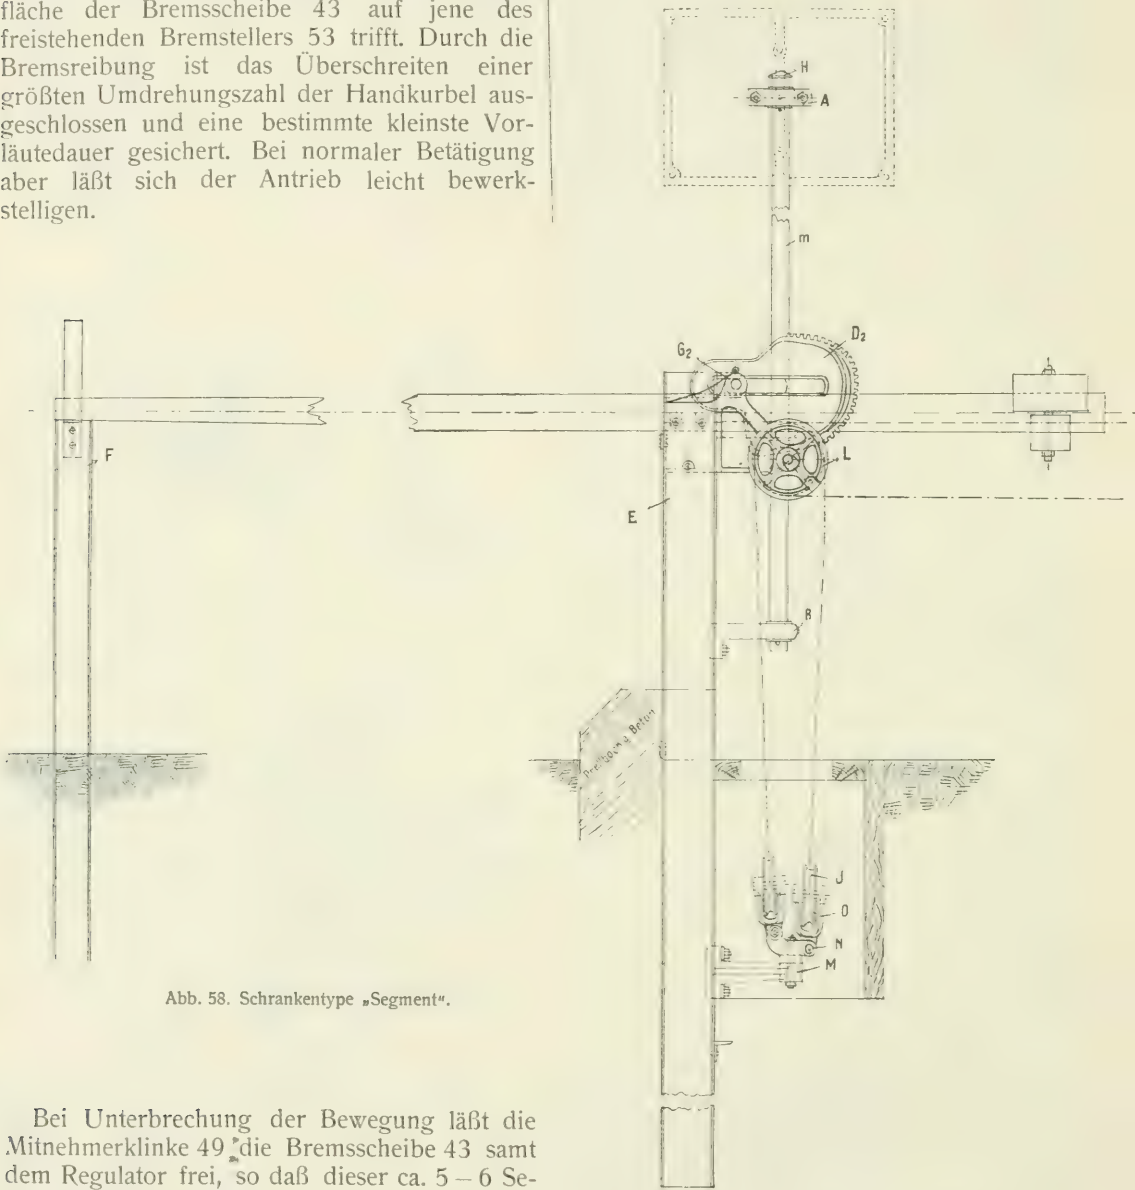 fläche der Bremsscheibe 43 auf jene des
freistehenden Bremstellers 53 trifft. Durch die
Bremsreibung ist das Überschreiten einer
größten Umdrehungszahl der Handkurbel aus-
geschlossen und eine bestimmte kleinste Vor-
läutedauer gesichert. Bei normaler Betätigung
aber läßt sich der Antrieb leicht bewerk-
stelligen.
H
A
m
D2
G2
F
L
E
B
Prellbock a. Beton
J
O
N
M
Abb. 58. Schrankentype „Segment".
Bei Unterbrechung der Bewegung läßt die
Mitnehmerklinke 49 die Bremsscheibe 43 samt
dem Regulator frei, so daß dieser ca. 5 – 6 Se-